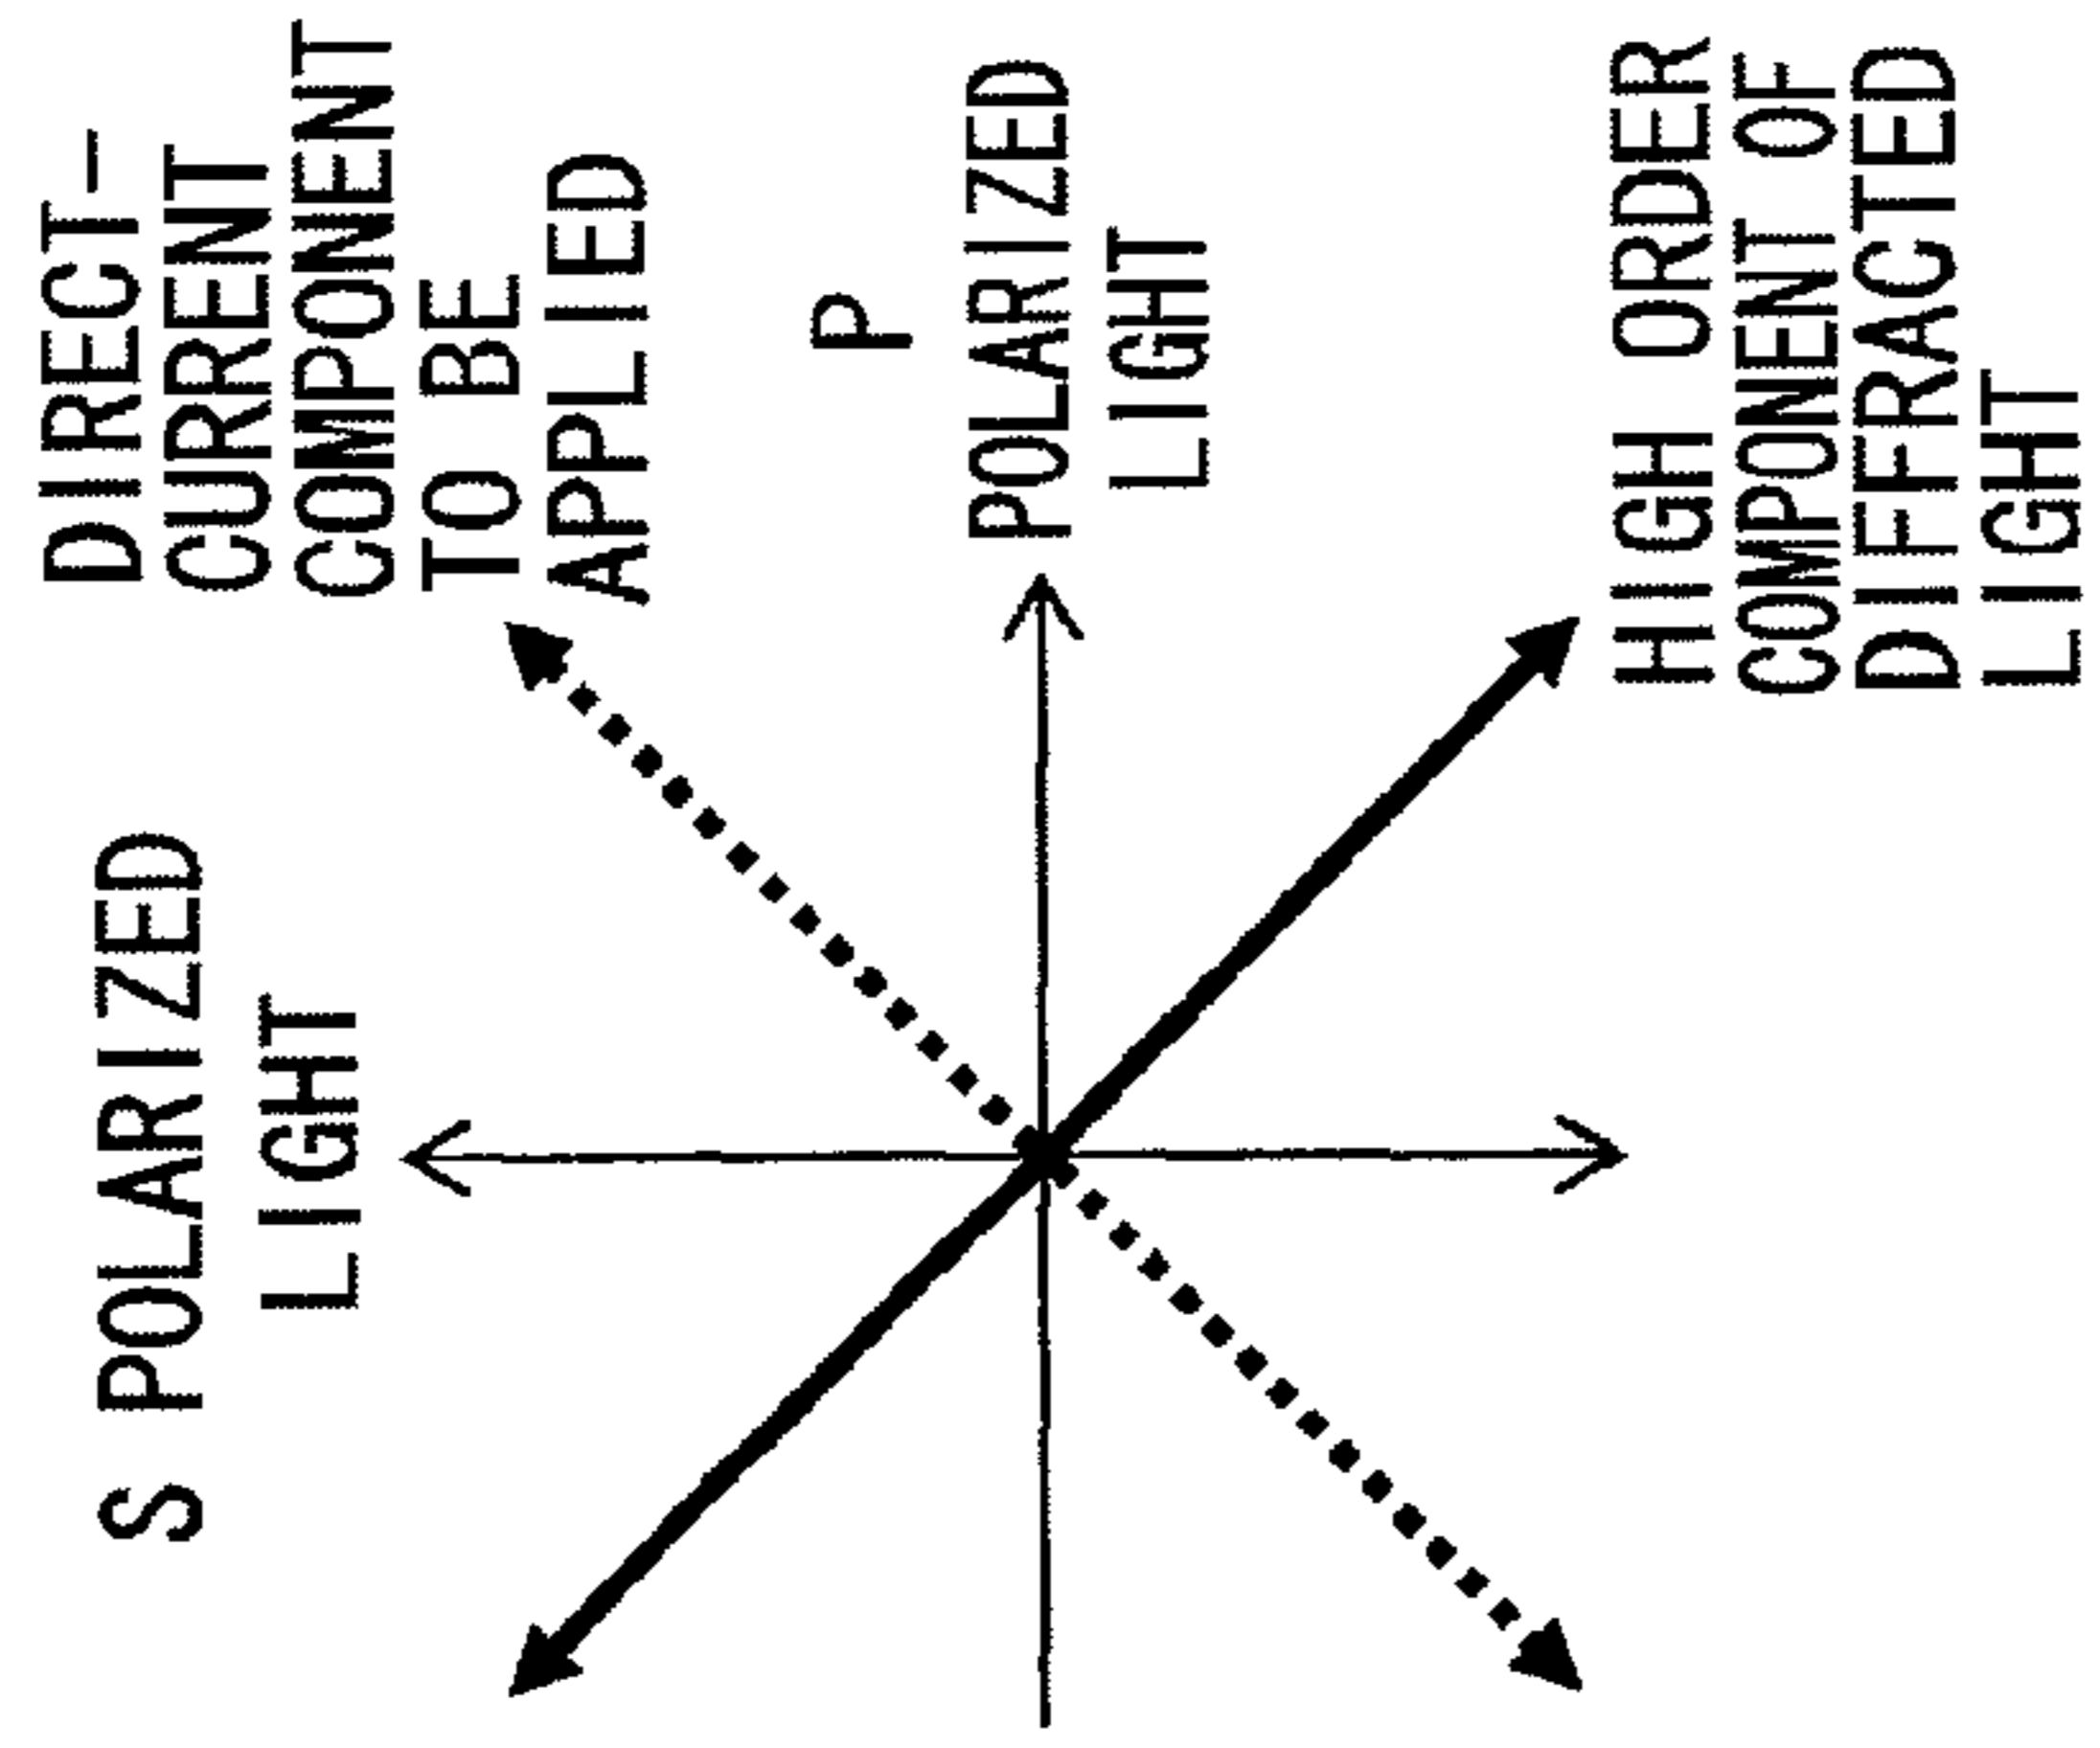 S POLARIZED
LIGHT
DIRECT-
CURRENT
COMPONENT
TO BE
APPLIED
P
POLARIZED
LIGHT
HIGH ORDER
COMPONENT OF
DIFFRACTED
LIGHT